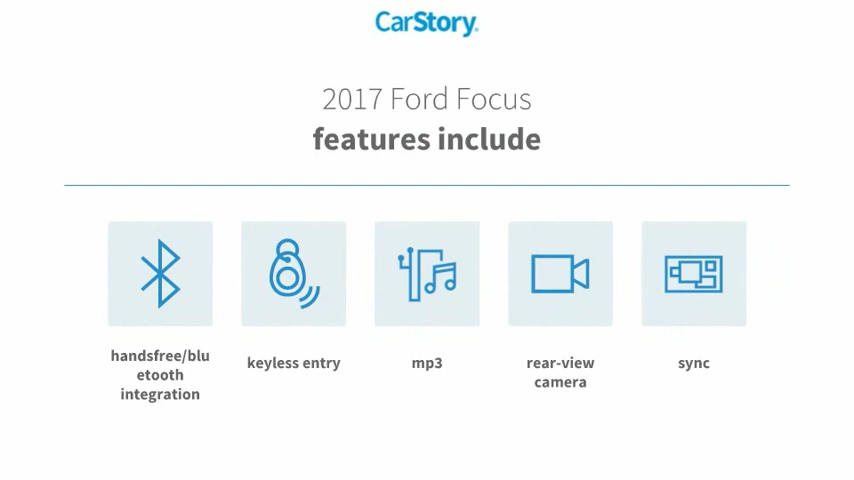 CarStory.
2017 Ford Focus
features include
handsfree/blu
etooth
integration
keyless entry
mp3
rear-view
camera
sync